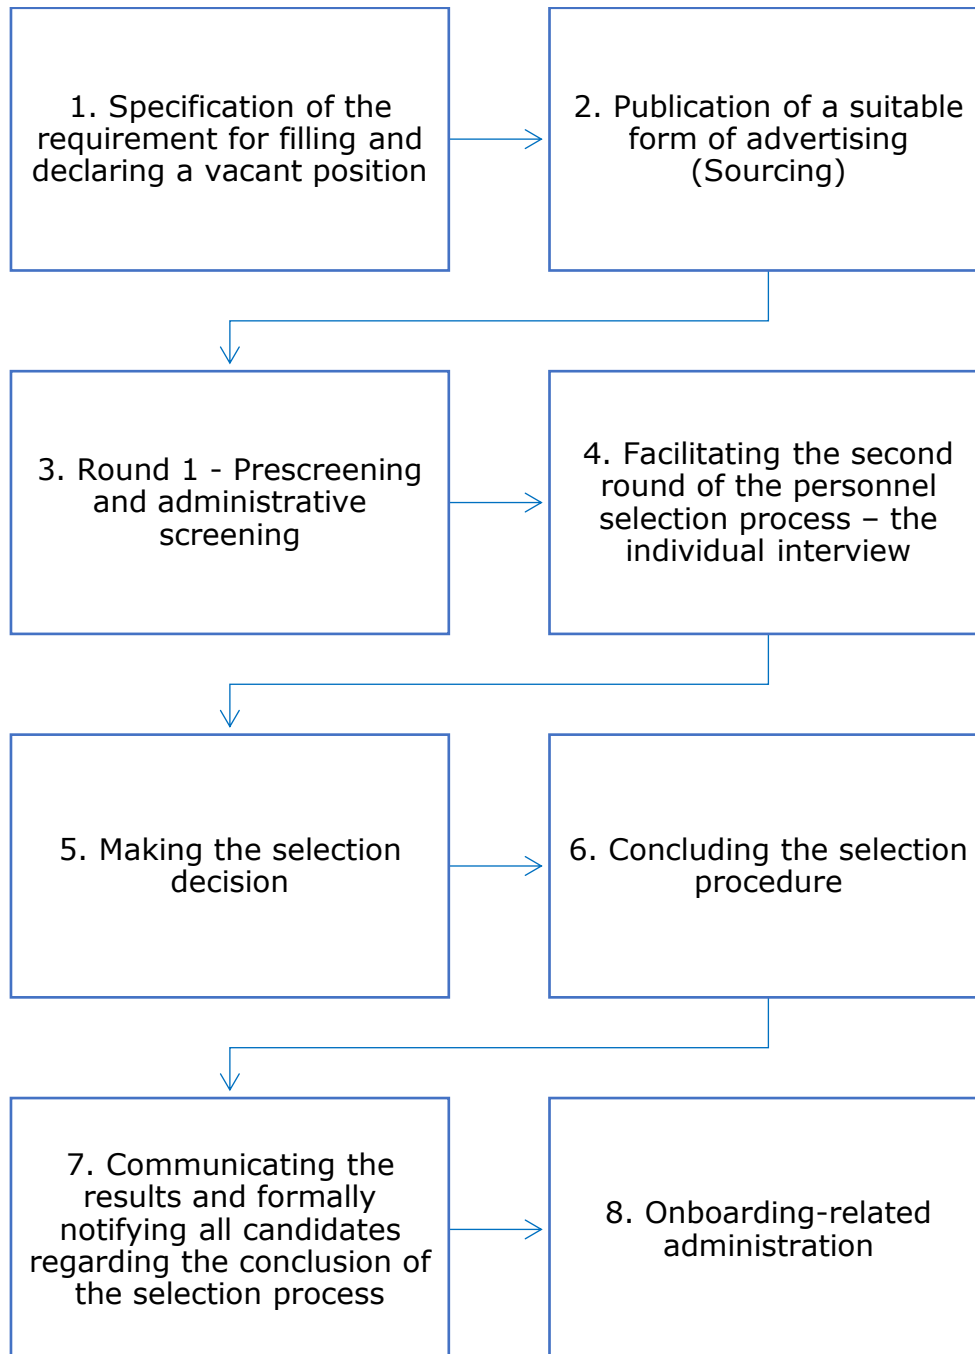 1. Specification of the
requirement for filling and
declaring a vacant position
2. Publication of a suitable
form of advertising
(Sourcing)
3. Round 1 - Prescreening
and administrative
screening
4. Facilitating the second
round of the personnel
selection process – the
individual interview
5. Making the selection
decision
6. Concluding the selection
procedure
7. Communicating the
results and formally
notifying all candidates
regarding the conclusion of
the selection process
8. Onboarding-related
administration